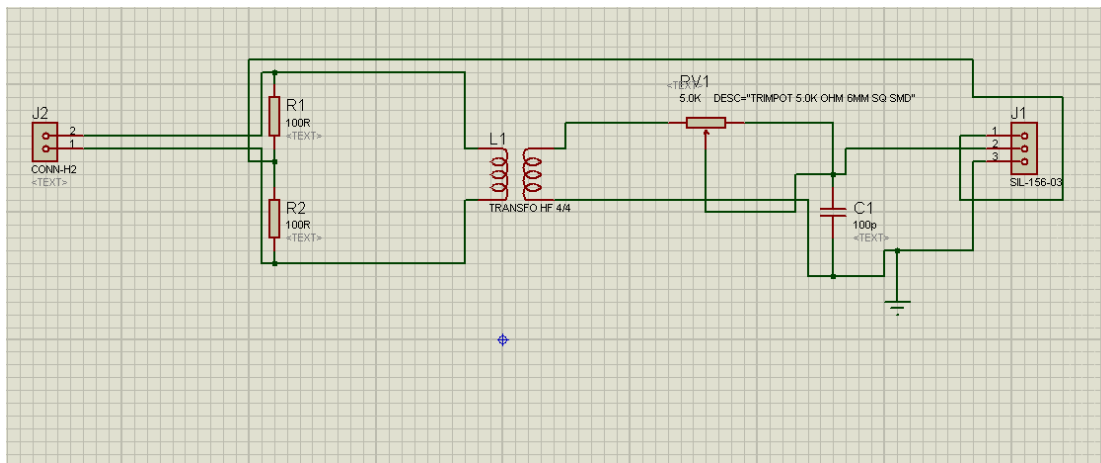 J2
2
1
CONN-H2
<TEXT>
R1
100R
<TEXT>
R2
100R
<TEXT>
L1
TRANSFO HF 4/4
RV1
<TEXT>
5.0K DESC="TRIMPOT 5.0K OHM 6MM SQ SMD"
C1
100p
<TEXT>
J1
1
2
3
SIL-156-03